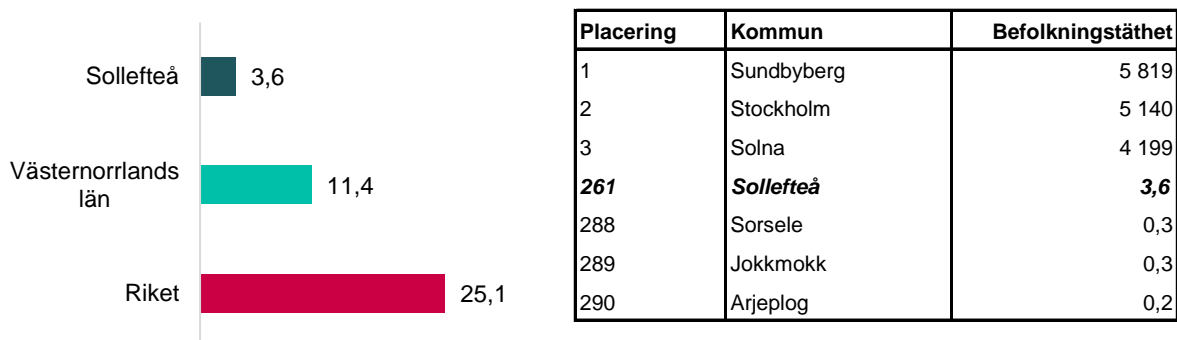 Sollefteå 3,6
Västernorrlands
län
11,4
Riket 25,1
Placering Kommun Befolkningstäthet
1 Sundbyberg 5 819
2 Stockholm 5 140
3 Solna 4 199
261 Sollefteå 3,6
288 Sorsele 0,3
289 Jokkmokk 0,3
290 Arjeplog 0,2